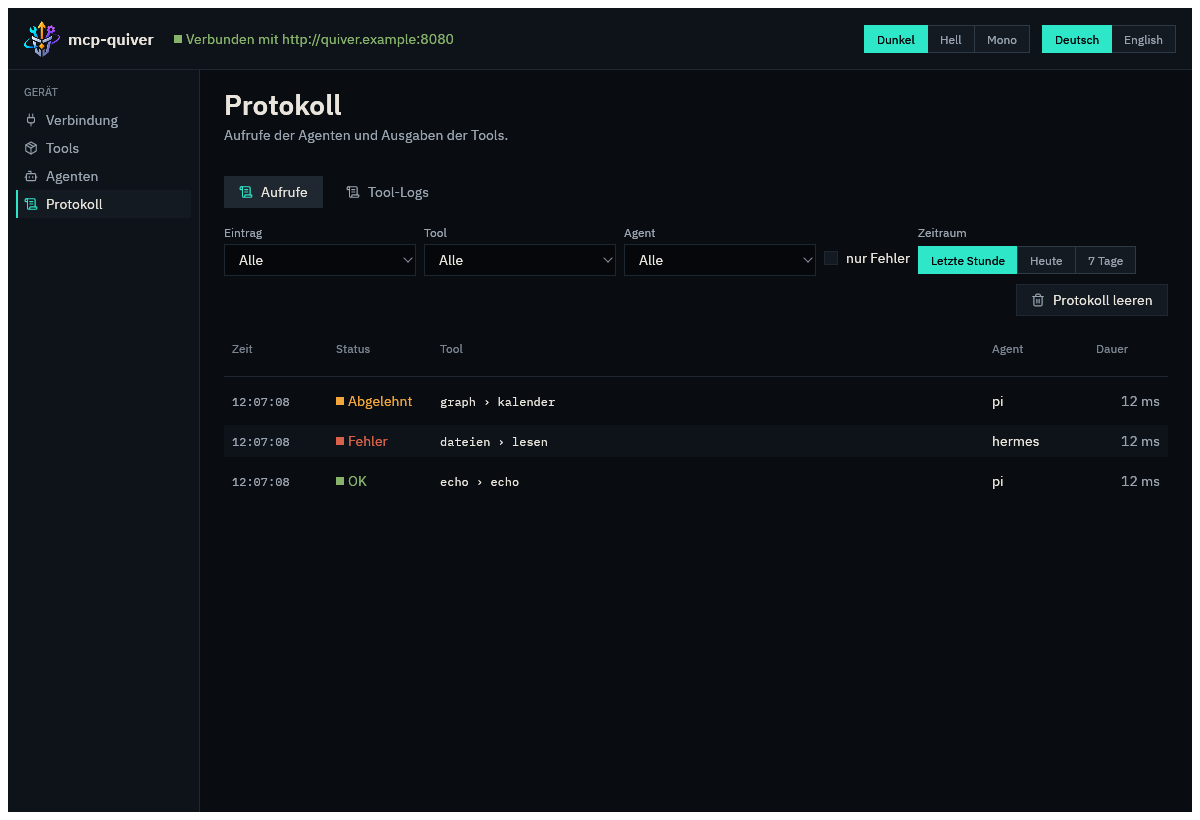 mcp-quiver
Verbunden mit http://quiver.example:8080
Dunkel Hell Mono Deutsch English
GERÄT
Verbindung
Tools
Agenten
Protokoll
Protokoll
Aufrufe der Agenten und Ausgaben der Tools.
Aufrufe Tool-Logs
Eintrag Tool Agent Zeitraum
Alle Alle Alle nur Fehler Letzte Stunde Heute 7 Tage
Protokoll leeren
Zeit Status Tool Agent Dauer
12:07:08 Abgelehnt graph › kalender pi 12 ms
12:07:08 Fehler dateien › lesen hermes 12 ms
12:07:08 OK echo › echo pi 12 ms